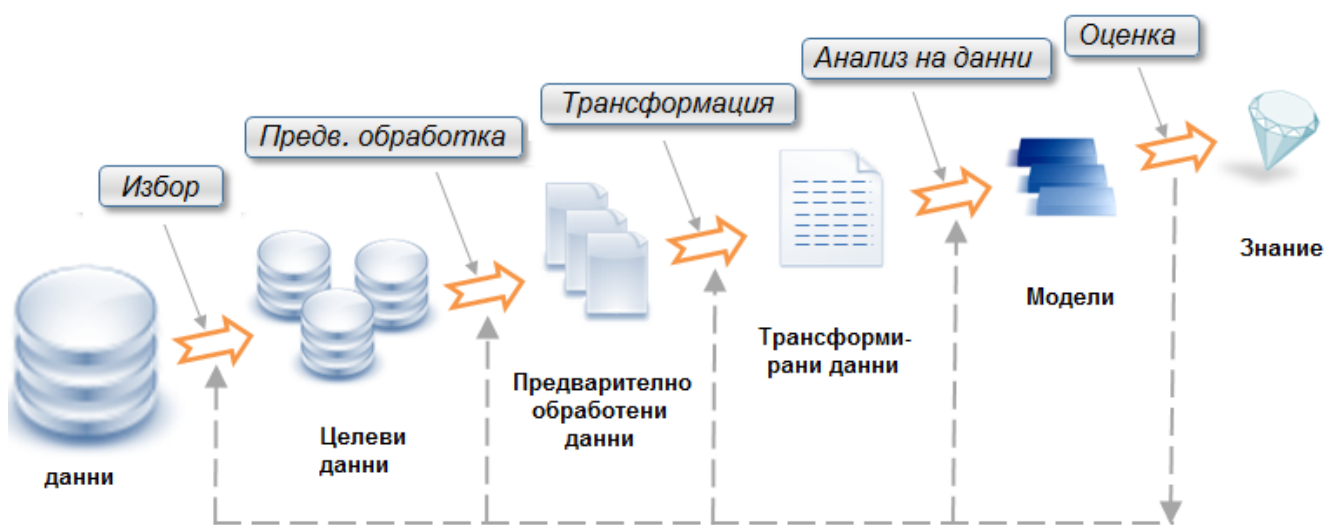 Избор
Предв. обработка
Трансформация
Анализ на данни
Оценка
данни
Целеви
данни
Предварително
обработени
данни
Трансформи-
рани данни
Модели
Знание